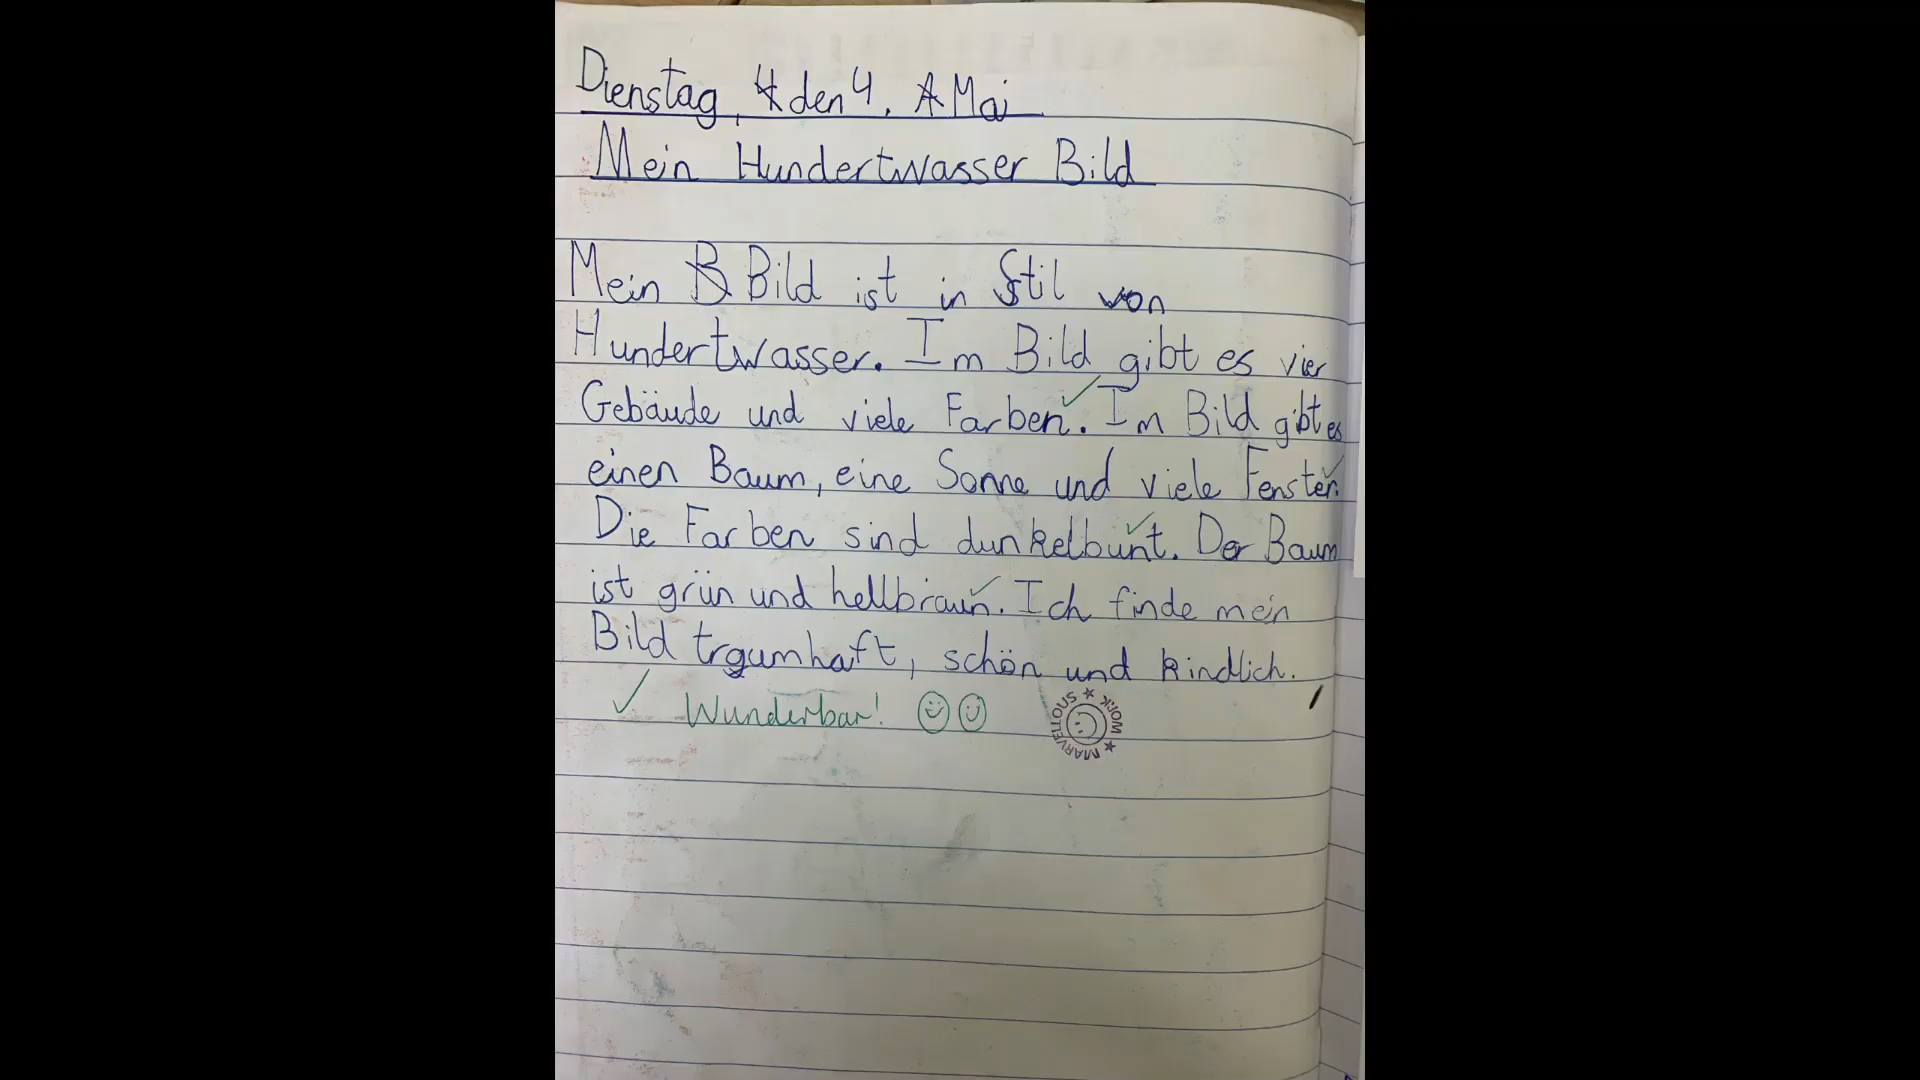 Dienstag, den 4. Mai
Mein Hundertwasser Bild
Mein Bild ist in Stil von
Hundertwasser. Im Bild gibt es vier
Gebäude und viele Farben. Im Bild gibt es
einen Baum, eine Sonne und viele Fenster.
Die Farben sind dunkelbunt. Der Baum
ist grün und hellbraun. Ich finde mein
Bild traumhaft, schön und kindlich.
Wunderbar!
MARVELLOUS WORK